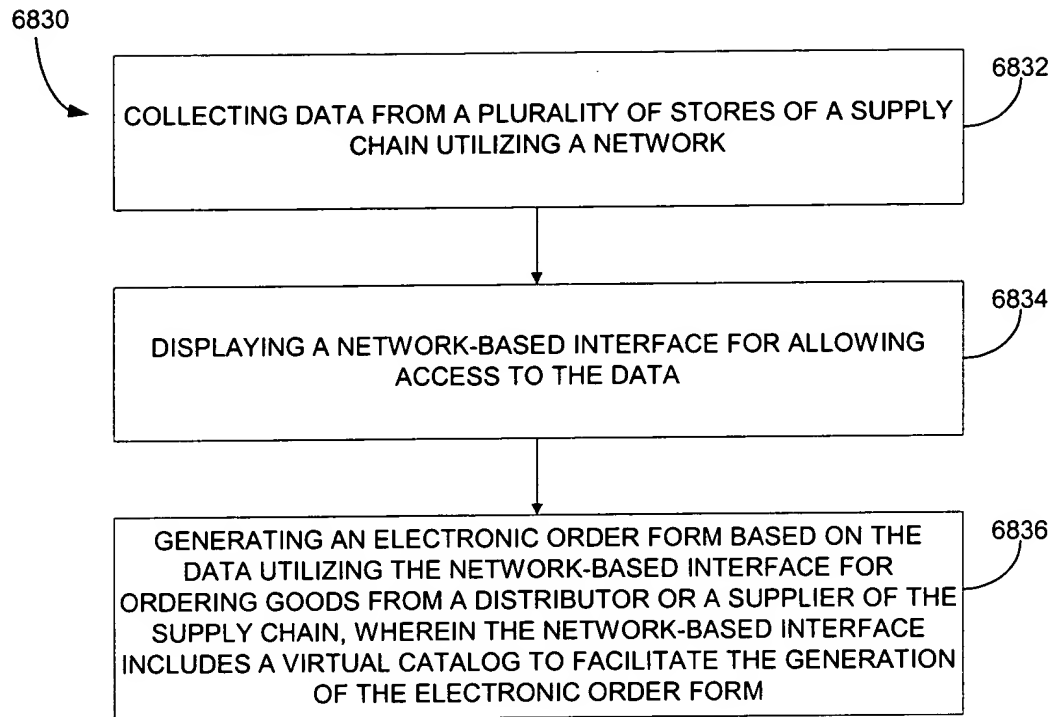 6830
6832
COLLECTING DATA FROM A PLURALITY OF STORES OF A SUPPLY
CHAIN UTILIZING A NETWORK
6834
DISPLAYING A NETWORK-BASED INTERFACE FOR ALLOWING
ACCESS TO THE DATA
6836
GENERATING AN ELECTRONIC ORDER FORM BASED ON THE
DATA UTILIZING THE NETWORK-BASED INTERFACE FOR
ORDERING GOODS FROM A DISTRIBUTOR OR A SUPPLIER OF THE
SUPPLY CHAIN, WHEREIN THE NETWORK-BASED INTERFACE
INCLUDES A VIRTUAL CATALOG TO FACILITATE THE GENERATION
OF THE ELECTRONIC ORDER FORM